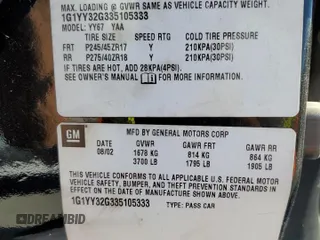 MAX. LOADING @ GVWR SAME AS VEHICLE CAPACITY WEIGHT
1G1YY32G335105333
MODEL: YY67 YAA
TIRE SIZE SPEED RTG COLD TIRE PRESSURE
FRT P245/45ZR17 Y 210KPA(30PSI)
RR P275/40ZR18 Y 210KPA(30PSI)
IF TIRES ARE HOT, ADD 28KPA(4PSI)
SEE OWNER'S MANUAL FOR ADDITIONAL INFORMATION
GM
MFD BY GENERAL MOTORS CORP
DATE GVWR GAWR FRT GAWR RR
08/02 1678 KG 814 KG 864 KG
3700 LB 1795 LB 1905 LB
THIS VEHICLE CONFORMS TO ALL APPLICABLE U.S. FEDERAL MOTOR
VEHICLE SAFETY, BUMPER, AND THEFT PREVENTION STANDARDS
IN EFFECT ON THE DATE OF MANUFACTURE SHOWN ABOVE.
1G1YY32G335105333 TYPE: PASS CAR